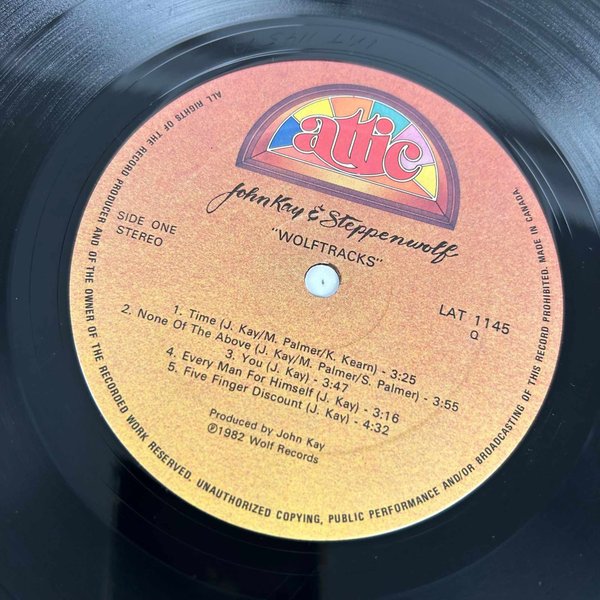 attic
John Kay & Steppenwolf
"WOLFTRACKS"
SIDE ONE
STEREO
LAT 1145
Q
1. Time (J. Kay/M. Palmer/K. Kearn) - 3:25
2. None Of The Above (J. Kay/M. Palmer/S. Palmer) - 3:55
3. You (J. Kay) - 3:47
4. Every Man For Himself (J. Kay) - 3:16
5. Five Finger Discount (J. Kay) - 4:32
Produced by John Kay
℗1982 Wolf Records
ALL RIGHTS OF THE RECORD PRODUCER AND OF THE OWNER OF THE RECORDED WORK RESERVED. UNAUTHORIZED COPYING, PUBLIC PERFORMANCE AND/OR BROADCASTING OF THIS RECORD PROHIBITED. MADE IN CANADA.